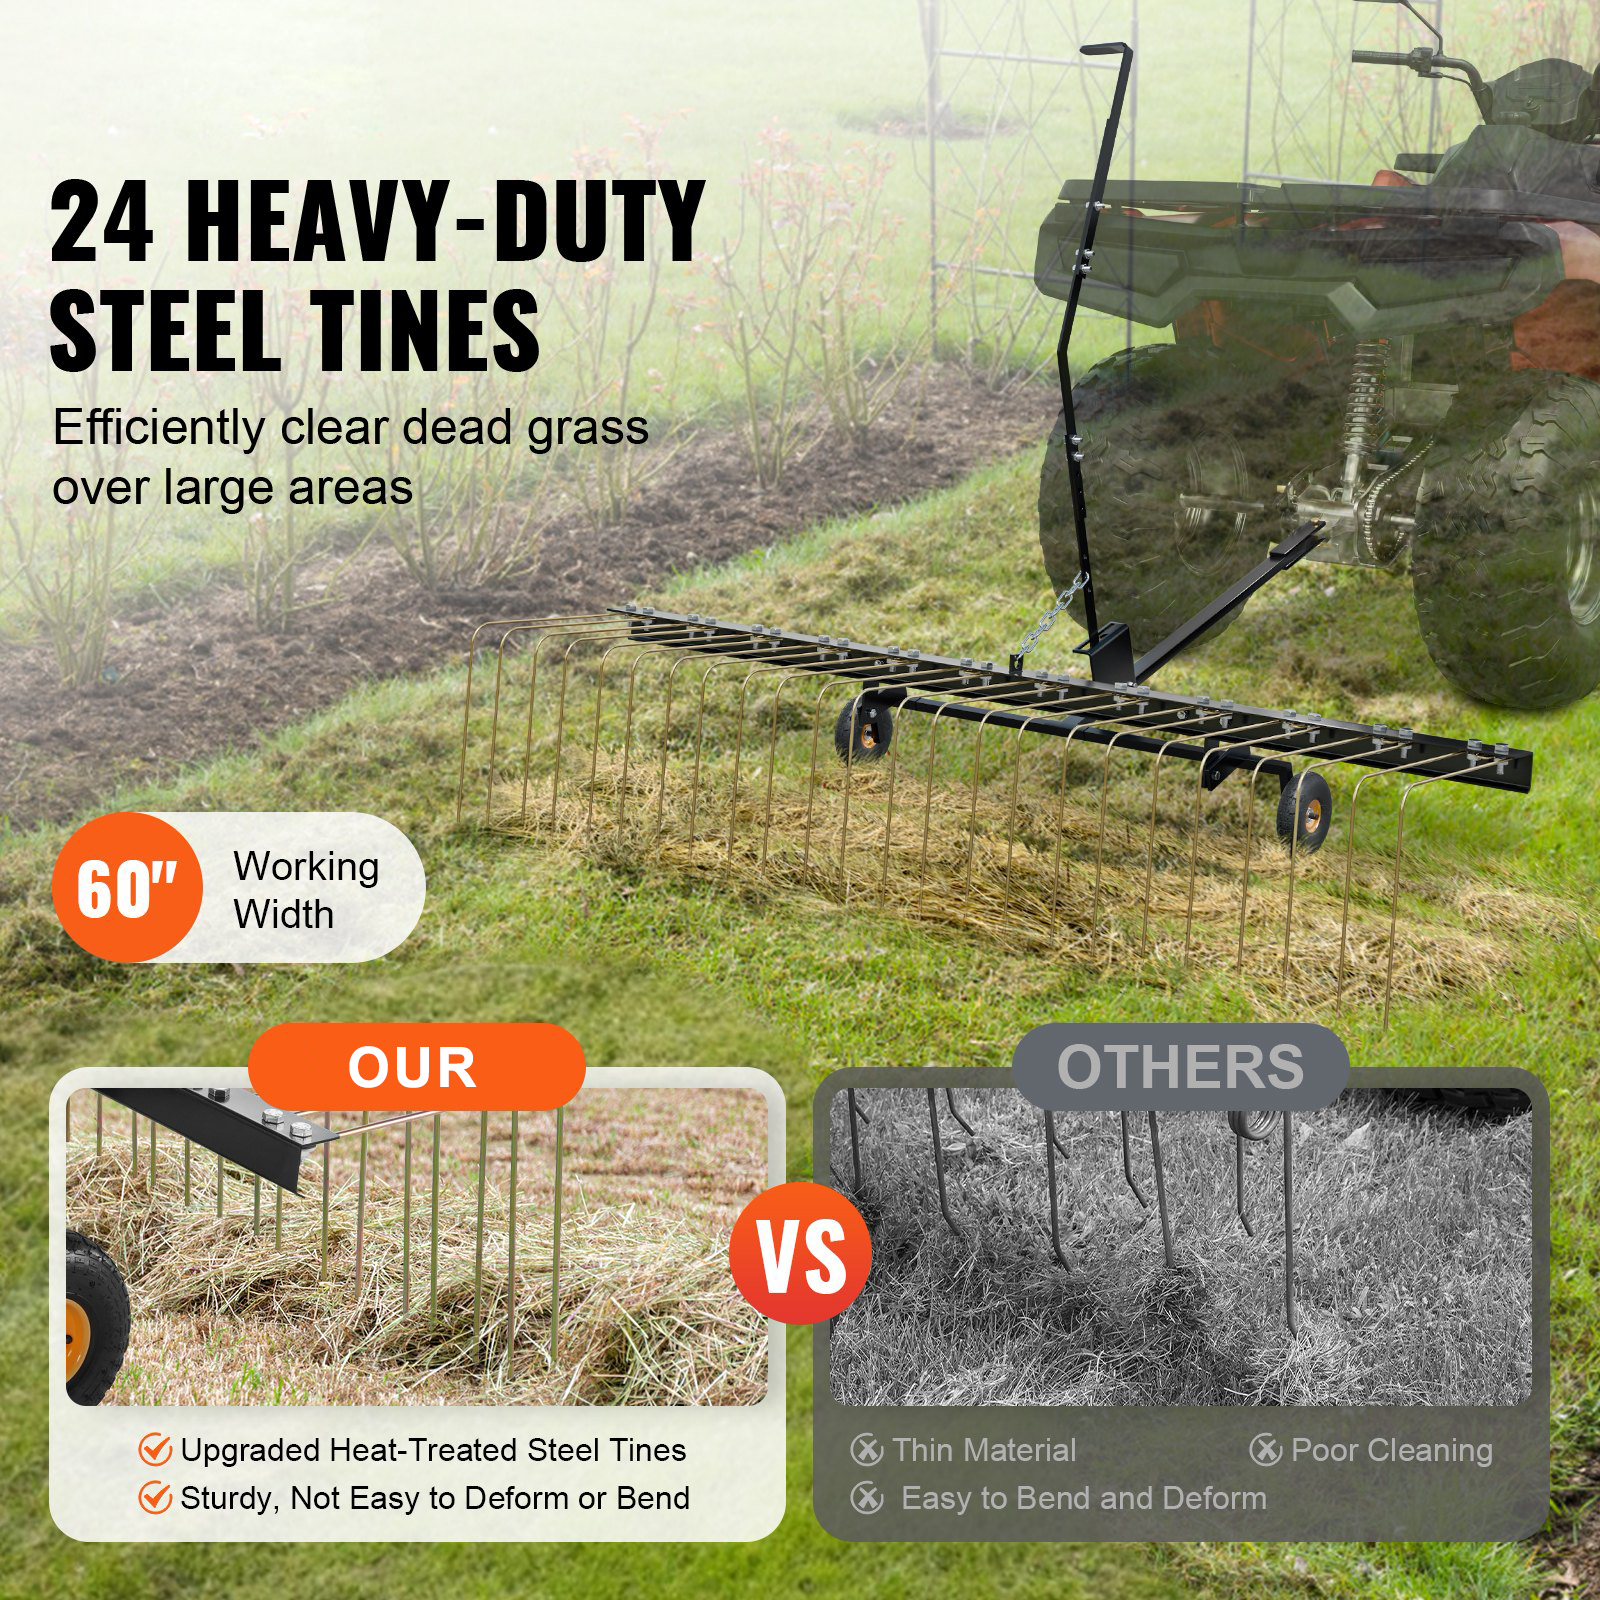 24 HEAVY-DUTY
STEEL TINES
Efficiently clear dead grass
over large areas
60"
Working
Width
OUR
OTHERS
VS
Upgraded Heat-Treated Steel Tines
Sturdy, Not Easy to Deform or Bend
Thin Material
Poor Cleaning
Easy to Bend and Deform